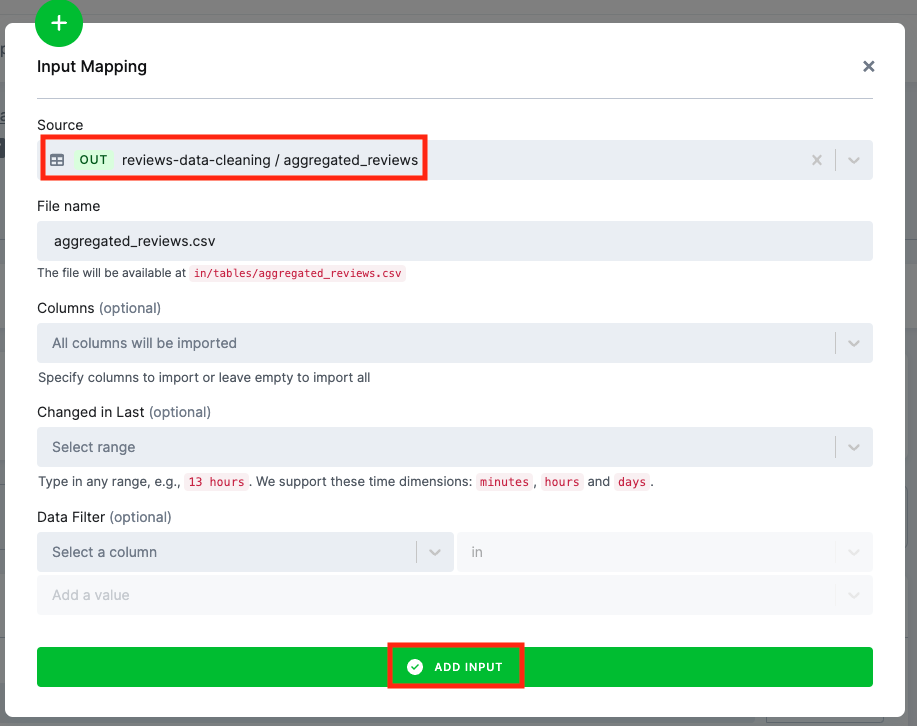 Input Mapping
Source
OUT reviews-data-cleaning / aggregated_reviews
File name
aggregated_reviews.csv
The file will be available at in/tables/aggregated_reviews.csv
Columns (optional)
All columns will be imported
Specify columns to import or leave empty to import all
Changed in Last (optional)
Select range
Type in any range, e.g., 13 hours. We support these time dimensions: minutes, hours and days.
Data Filter (optional)
Select a column in
Add a value
ADD INPUT